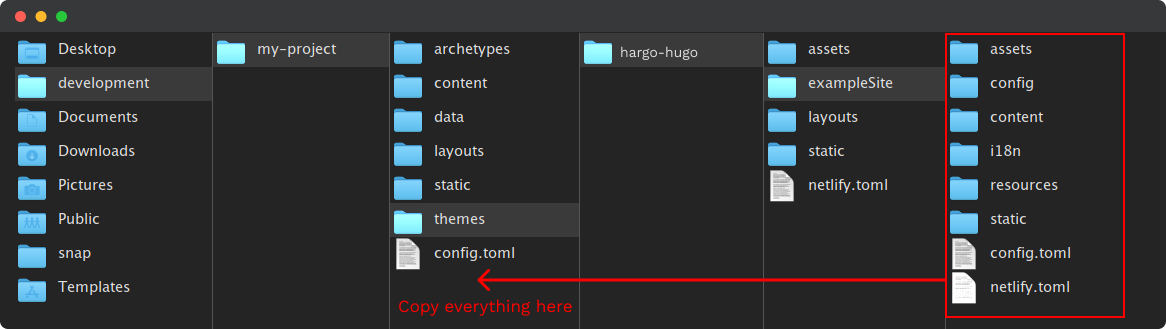 Desktop
development
Documents
Downloads
Pictures
Public
snap
Templates
my-project
archetypes
content
data
layouts
static
themes
config.toml
Copy everything here
hargo-hugo
assets
exampleSite
layouts
static
netlify.toml
assets
config
content
i18n
resources
static
config.toml
netlify.toml